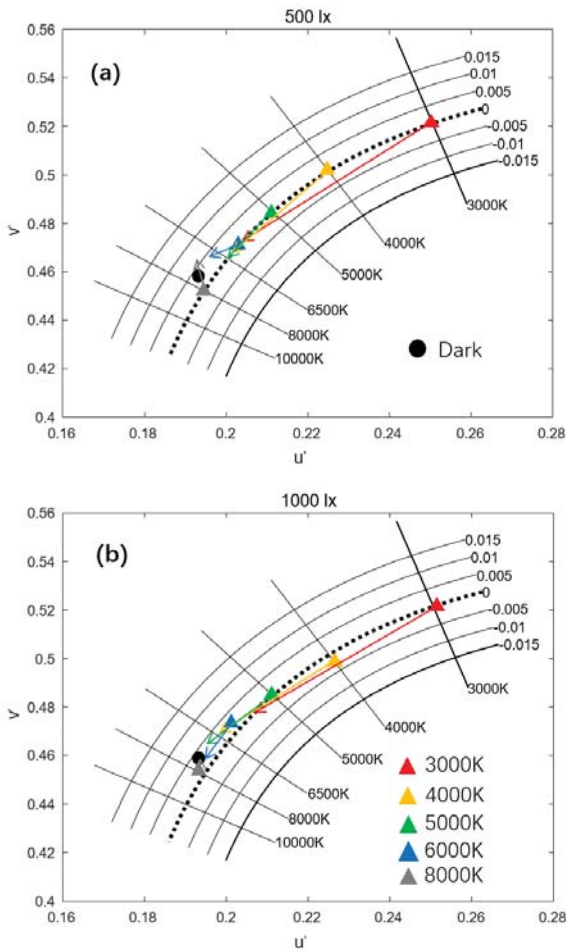 500 lx
0.56
(a)
0.015
0.54
0.01
0.005
0
0.52
-0.005
-0.01
0.5
-0.015
v'
0.48
3000K
4000K
0.46
5000K
6500K
0.44
8000K
Dark
10000K
0.42
0.4
0.16 0.18 0.2 0.22 0.24 0.26 0.28
u'
1000 lx
0.56
(b)
0.015
0.54
0.01
0.005
0
0.52
-0.005
-0.01
0.5
-0.015
v'
0.48
3000K
4000K
0.46
5000K
3000K
6500K
4000K
0.44
8000K
5000K
10000K
6000K
0.42
8000K
0.4
0.16 0.18 0.2 0.22 0.24 0.26 0.28
u'